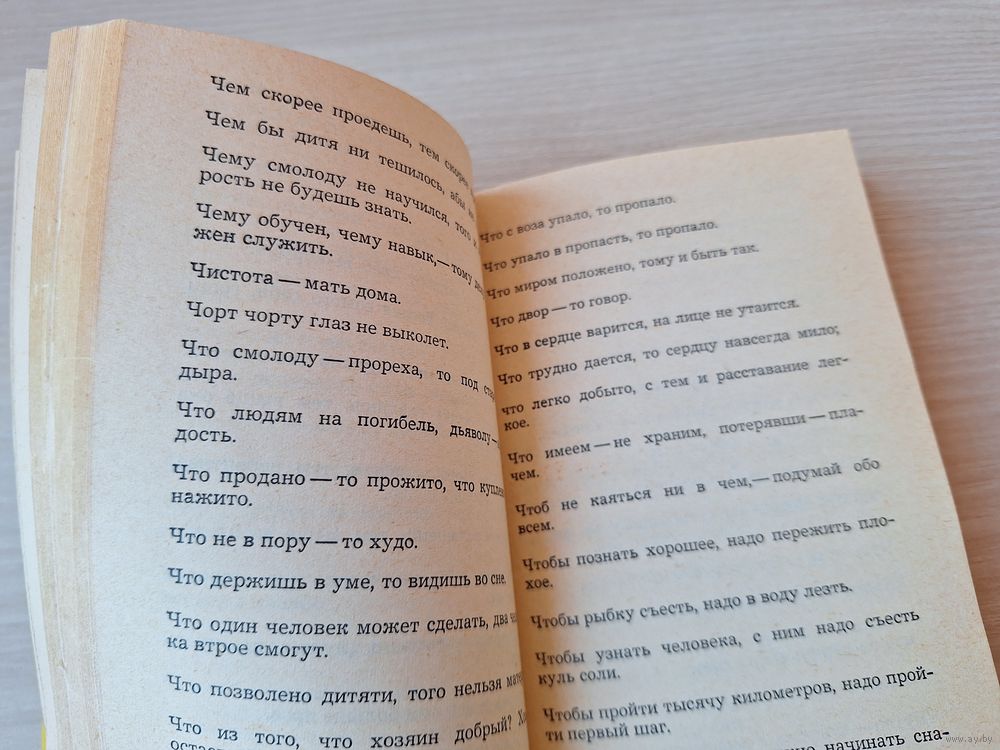 Чем скорее проедешь, тем скорее
Чем бы дитя ни тешилось, абы не
Чему смолоду не научился, того
рость не будешь знать.
Чему обучен, чему навык,—тому
жен служить.
Чистота — мать дома.
Чорт чорту глаз не выколет.
Что смолоду — прореха, то под
дыра.
Что людям на погибель, дьяволу—
дость.
Что продано — то прожито, что
нажито.
Что не в пору — то худо.
Что держишь в уме, то видишь во сне.
Что один человек может сделать, два
ка втрое смогут.
Что позволено дитяти, того нельзя
Что из того, что хозяин добрый?
Что с воза упало, то пропало.
Что упало в пропасть, то пропало.
Что миром положено, тому и быть так.
Что двор — то говор.
Что в сердце варится, на лице не утаится.
Что трудно дается, то сердцу навсегда мило;
что легко добыто, с тем и расставание лег-
кое.
Что имеем — не храним, потерявши — пла-
чем.
Чтоб не каяться ни в чем,— подумай обо
всем.
Чтобы познать хорошее, надо пережить пло-
хое.
Чтобы рыбку съесть, надо в воду лезть.
Чтобы узнать человека, с ним надо съесть
куль соли.
Чтобы пройти тысячу километров, надо прой-
ти первый шаг.
начинать сна-
www.ay.by